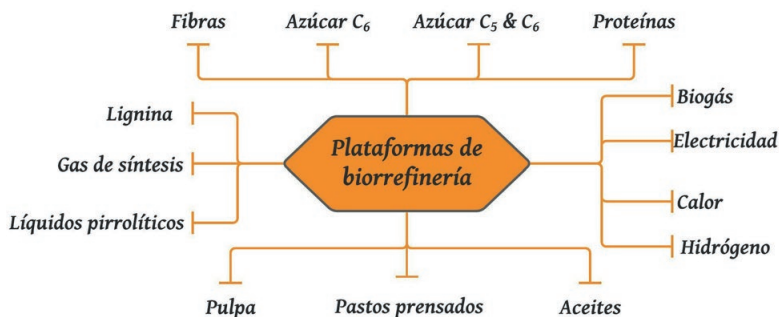 Fibras
Azúcar C₆
Azúcar C₅ & C₆
Proteínas
Lignina
Gas de síntesis
Líquidos pirrolíticos
Plataformas de
biorrefinería
Biogás
Electricidad
Calor
Hidrógeno
Pulpa
Pastos prensados
Aceites